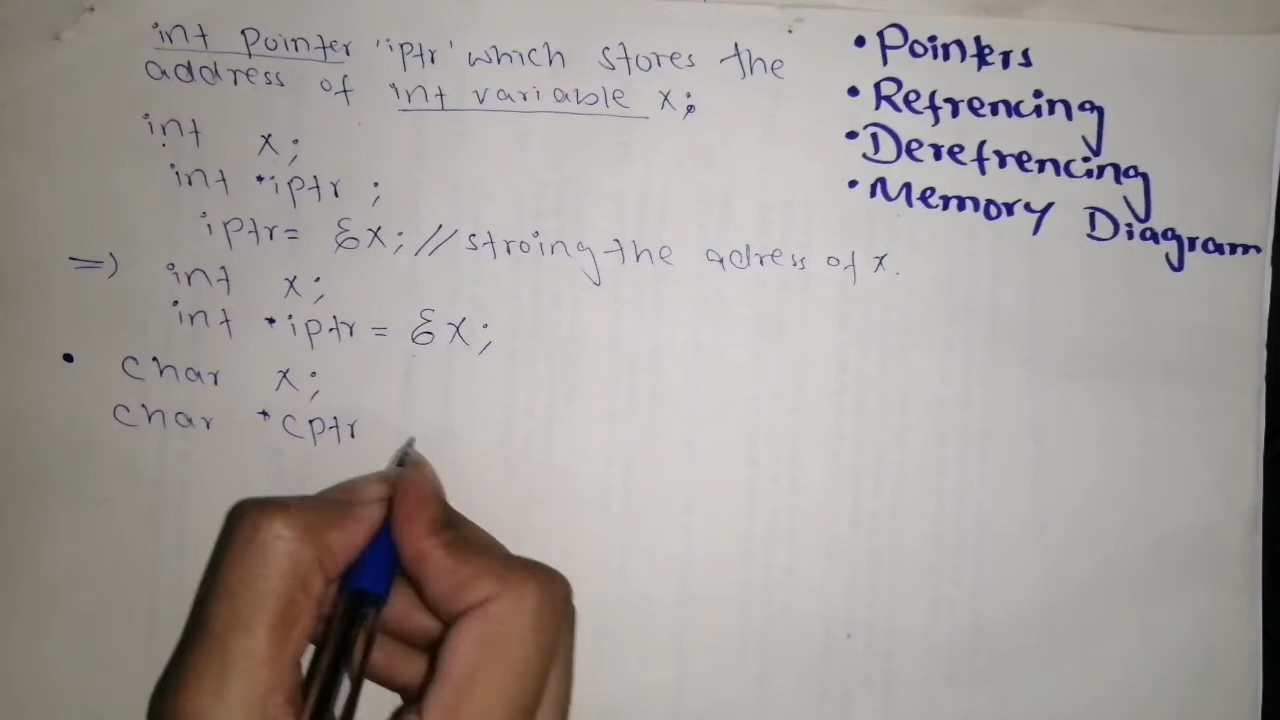 int pointer 'iptr' which stores the
address of int variable x;
int x;
int *iptr ;
iptr= &x; // stroing the adress of x.
=) int x;
int *iptr = &x;
• char x;
char *cptr
• Pointers
• Refrencing
• Derefrencing
• Memory Diagram